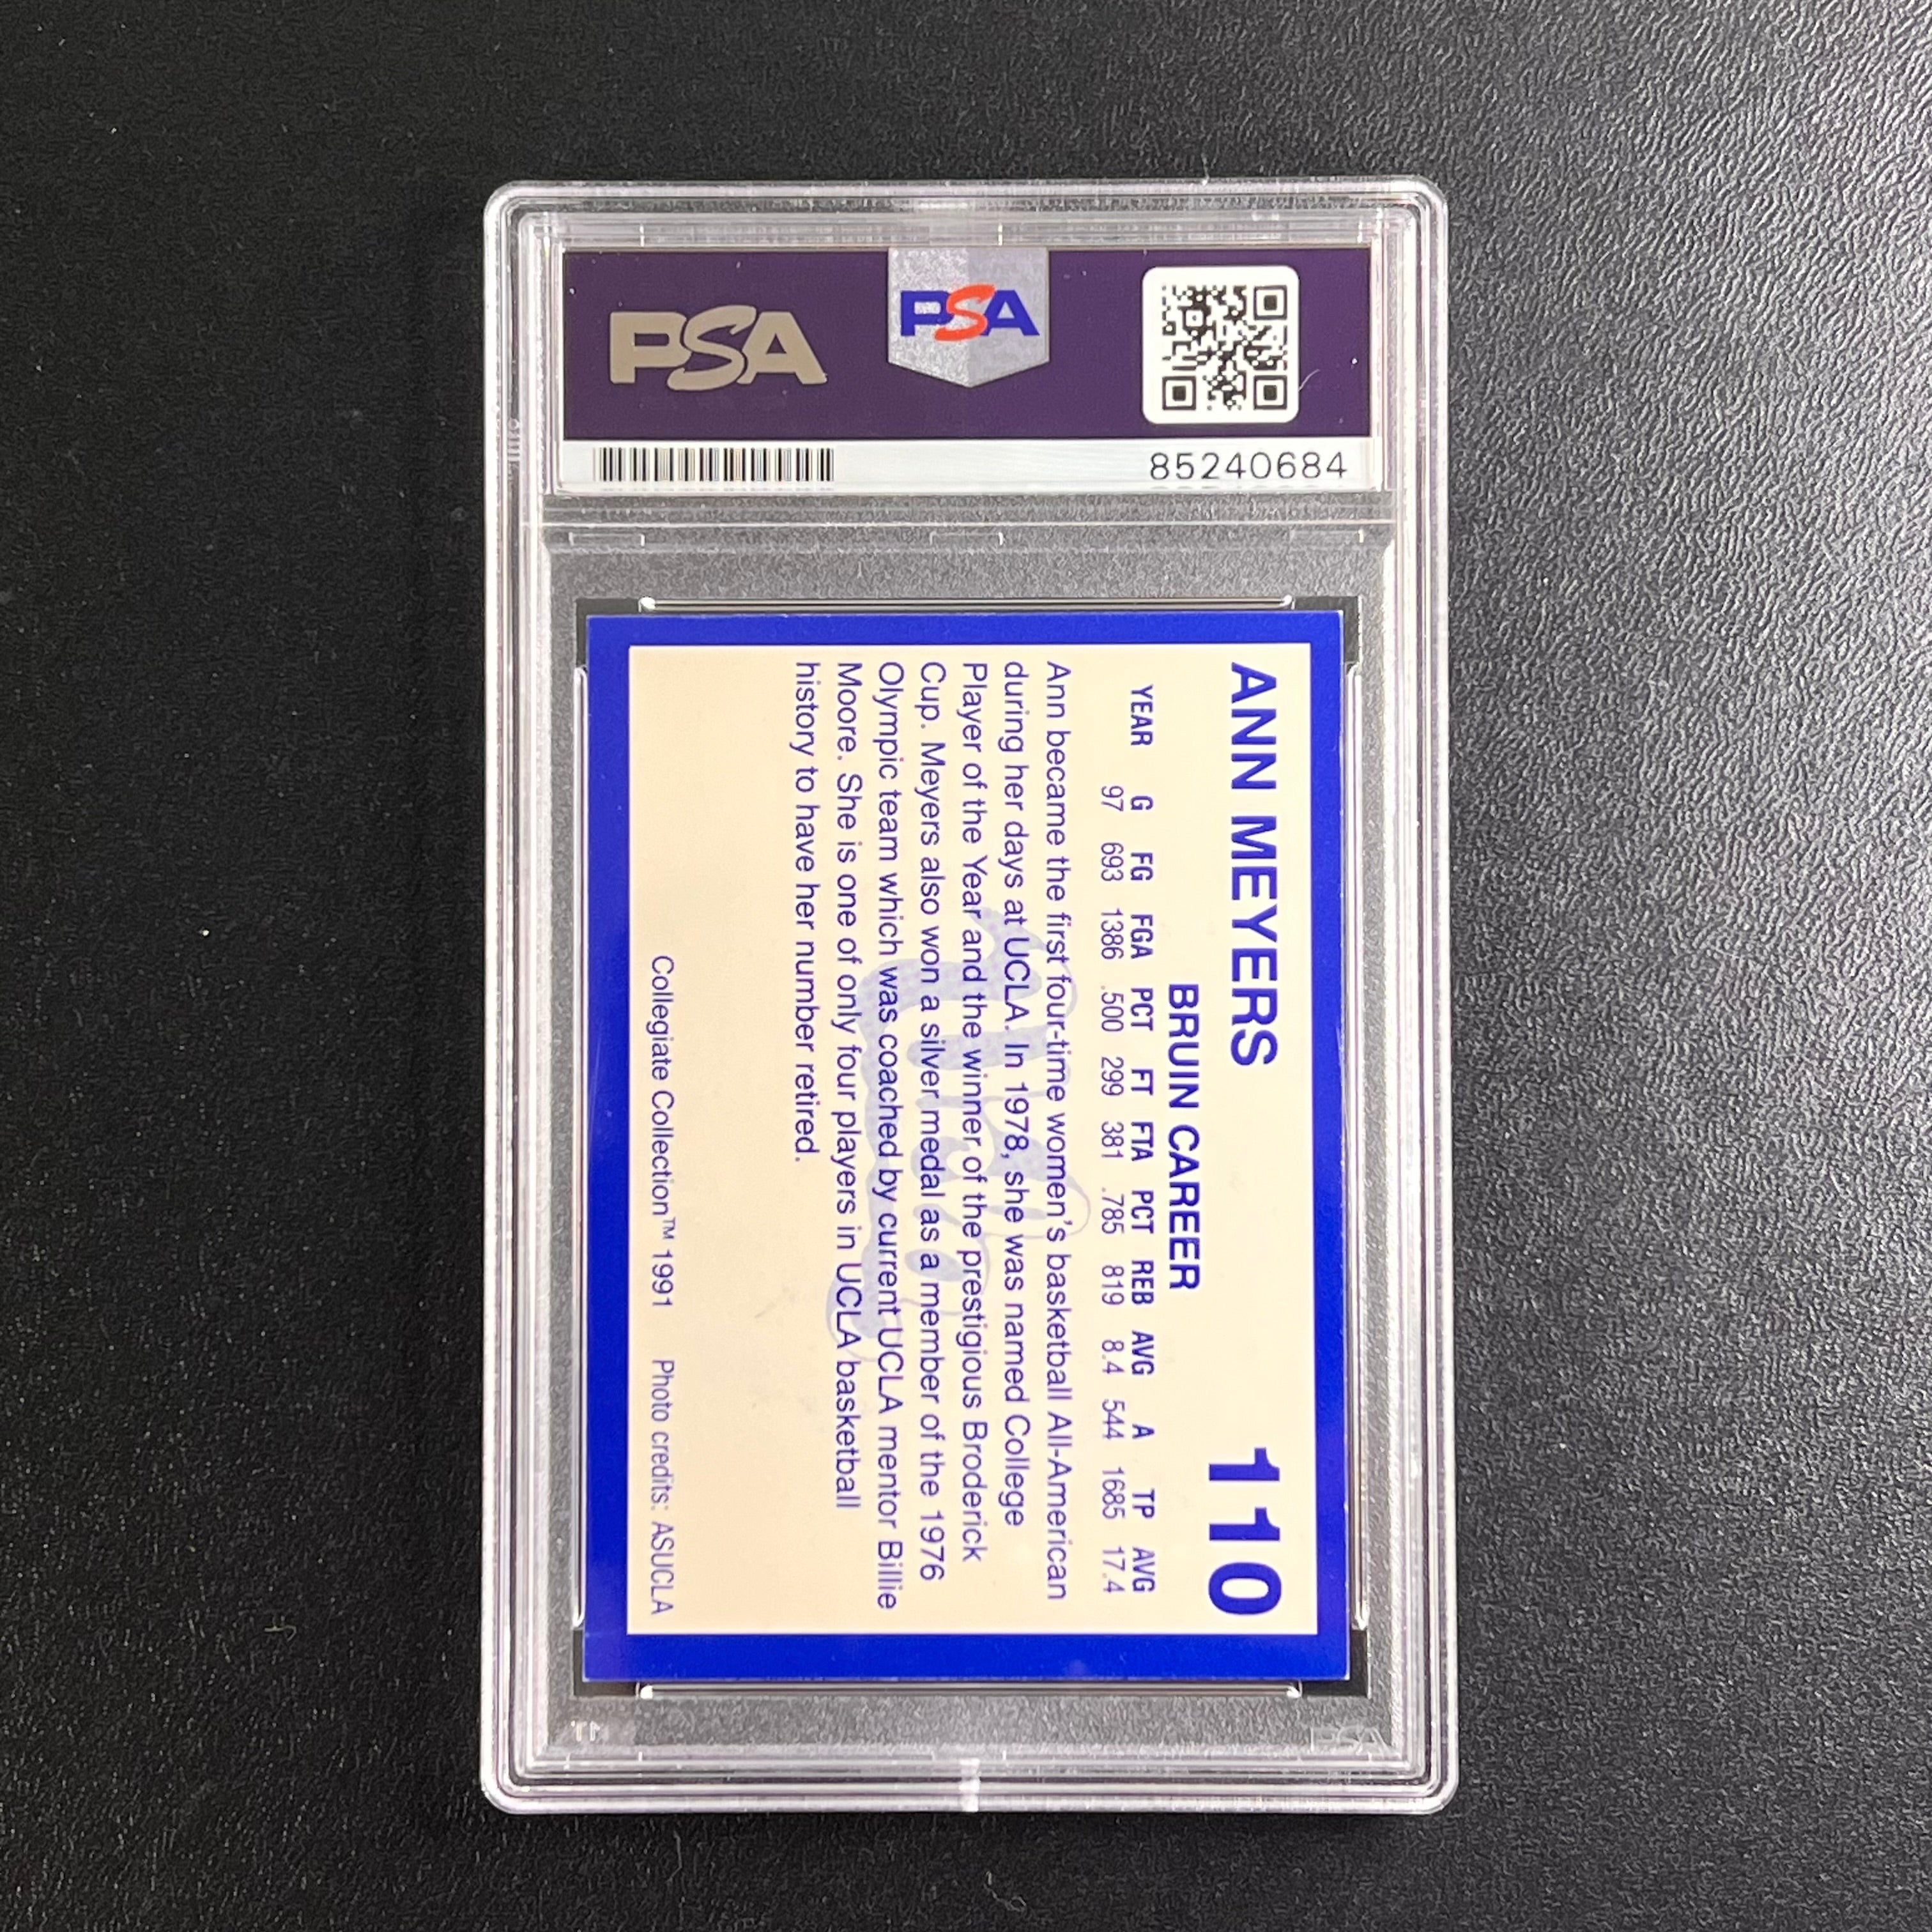 PSA
PSA
85240684
ANN MEYERS
110
BRUIN CAREER
YEAR G FG FGA PCT FT FTA PCT REB AVG A TP AVG
97 693 1386 .500 299 381 .785 819 8.4 544 1685 17.4
Ann became the first four-time women's basketball All-American
during her days at UCLA. In 1978, she was named College
Player of the Year and the winner of the prestigious Broderick
Cup. Meyers also won a silver medal as a member of the 1976
Olympic team which was coached by current UCLA mentor Billie
Moore. She is one of only four players in UCLA basketball
history to have her number retired.
Collegiate Collection™ 1991 Photo credits: ASUCLA
PSA